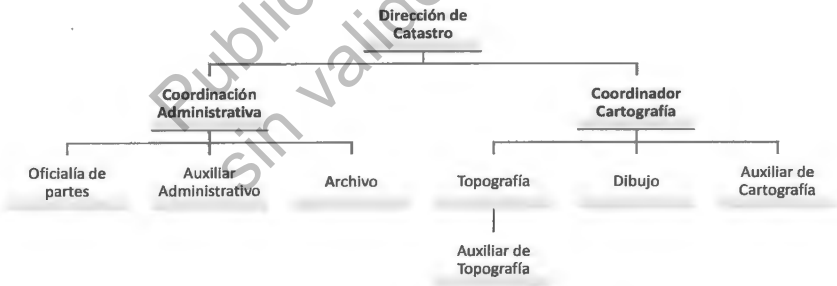 Dirección de
Catastro
Coordinación
Administrativa
Coordinador
Cartografía
Oficialía de
partes
Auxiliar
Administrativo
Archivo
Topografía
Dibujo
Auxiliar de
Cartografía
Auxiliar de
Topografía
sin